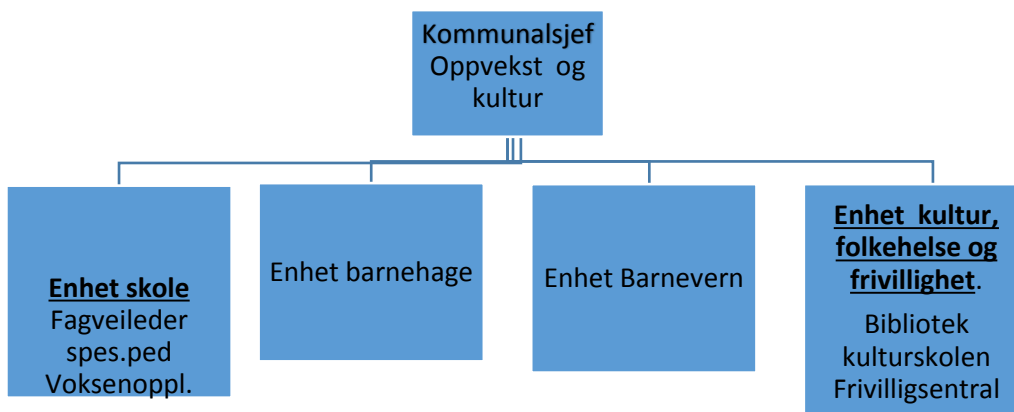 Kommunalsjef
Oppvekst og
kultur
Enhet skole
Fagveileder
spes.ped
Voksenoppl.
Enhet barnehage
Enhet Barnevern
Enhet kultur,
folkehelse og
frivillighet.
Bibliotek
kulturskolen
Frivilligsentral